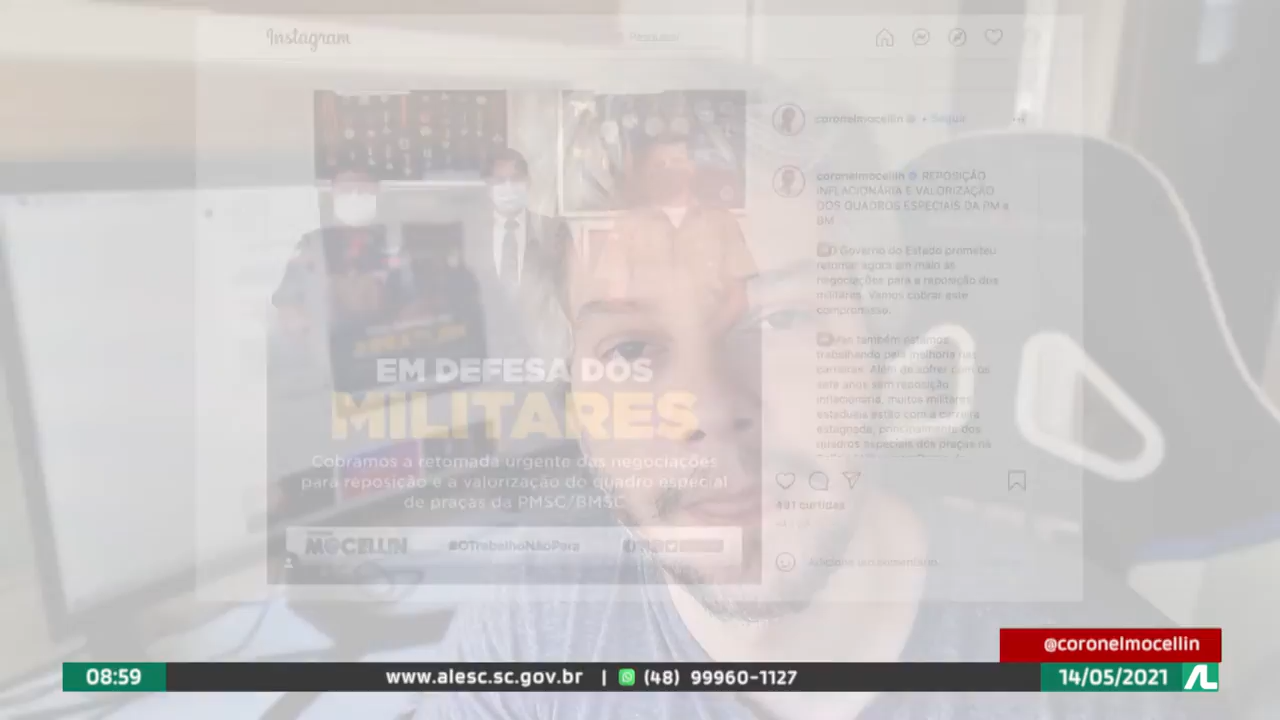 Instagram
Pesquisar
coronelmocellin • Seguir
coronelmocellin REPOSIÇÃO
INFLACIONÁRIA E VALORIZAÇÃO
DOS QUADROS ESPECIAIS DA PM e
BM
O Governo do Estado prometeu
retomar agora em maio as
negociações para a reposição dos
militares. Vamos cobrar este
compromisso.
também estamos
trabalhando pela melhoria nas
carreiras. Além de sofrer com os
sete anos sem reposição
inflacionária, muitos militares
estaduais estão com a carreira
estagnada, principalmente dos
quadros especiais dos praças na
EM DEFESA DOS
MILITARES
Cobramos a retomada urgente das negociações
para reposição e a valorização do quadro especial
de praças da PMSC/BMSC
MOCELLIN #OTrabalhoNãoPara
491 curtidas
Adicione um comentário
@coronelmocellin
08:59 www.alesc.sc.gov.br | (48) 99960-1127 14/05/2021 AL